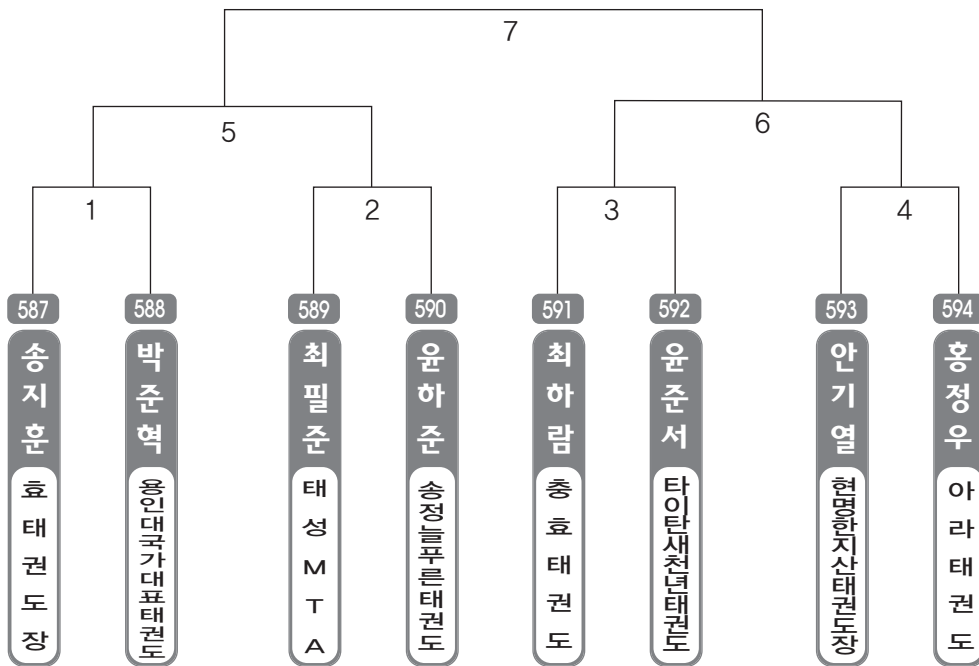 7
5
6
1
2
3
4
587
588
589
590
591
592
593
594
송지훈
박준혁
최필준
윤하준
최하람
윤준서
안기열
홍정우
효태권도장
용인대국가대표태권도
태성MTA
송정늘푸른태권도
충효태권도
타이탄새천년태권도
현명한지산태권도장
아라태권도